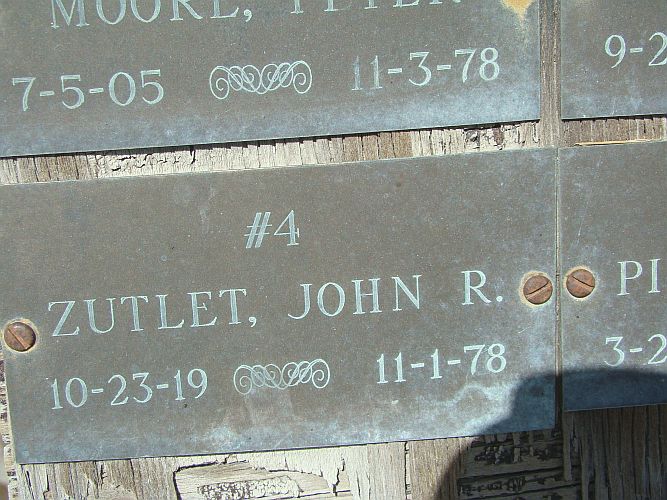 MOORE, PETER
7-5-05 11-3-78
9-2
#4
ZUTLET, JOHN R.
10-23-19 11-1-78
PI
3-2